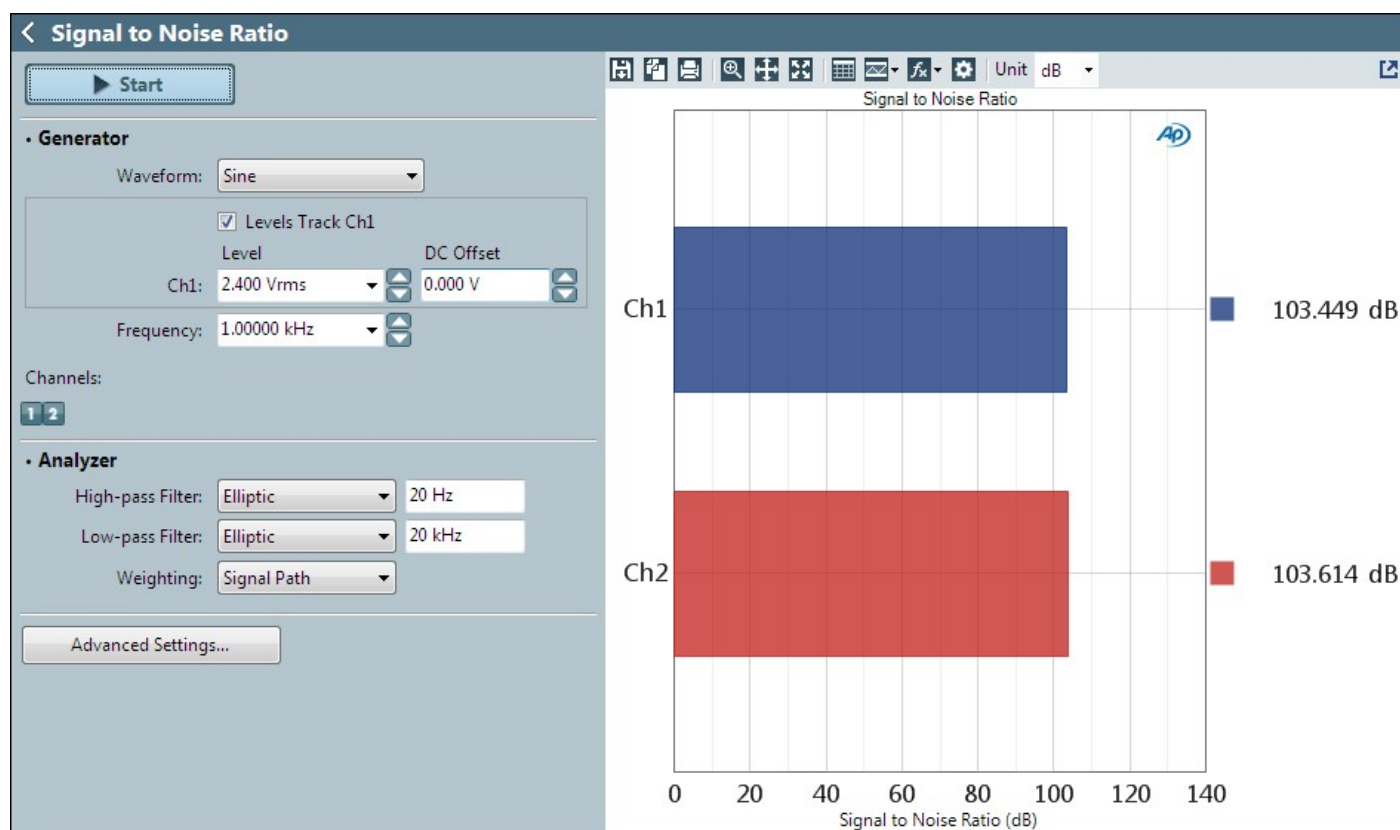 Signal to Noise Ratio
Start
Generator
Waveform: Sine
Levels Track Ch1
Level DC Offset
Ch1: 2.400 Vrms 0.000 V
Frequency: 1.00000 kHz
Channels:
1 2
Analyzer
High-pass Filter: Elliptic 20 Hz
Low-pass Filter: Elliptic 20 kHz
Weighting: Signal Path
Advanced Settings...
fx Unit dB
Signal to Noise Ratio
AP
Ch1 103.449 dB
Ch2 103.614 dB
0 20 40 60 80 100 120 140
Signal to Noise Ratio (dB)